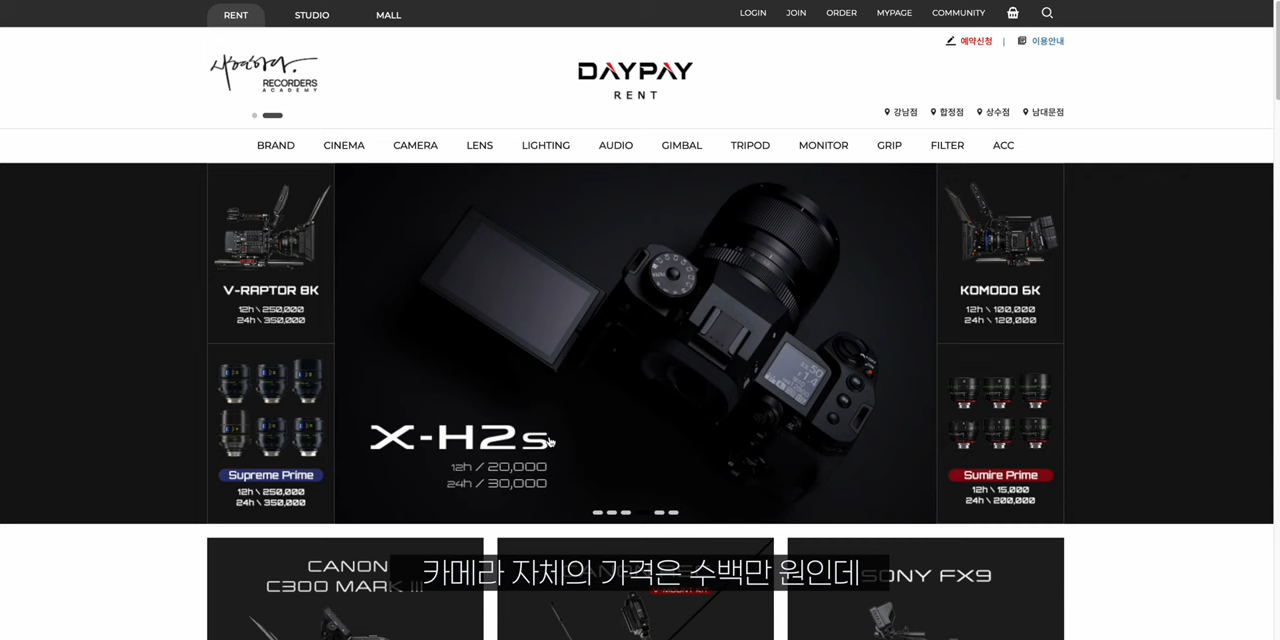 RENT STUDIO MALL LOGIN JOIN ORDER MYPAGE COMMUNITY
예약신청 | 이용안내
RECORDERS
ACADEMY
DAYPAY
RENT
강남점 합정점 상수점 남대문점
BRAND CINEMA CAMERA LENS LIGHTING AUDIO GIMBAL TRIPOD MONITOR GRIP FILTER ACC
V-RAPTOR 8K
12h \ 250,000
24h \ 350,000
KOMODO 6K
12h \ 100,000
24h \ 120,000
X-H2s
12h / 20,000
24h / 30,000
Supreme Prime
12h \ 250,000
24h \ 350,000
Sumire Prime
12h \ 15,000
24h \ 200,000
CANON
C300 MARK III
SONY FX9
V-MOUNT KIT
카메라 자체의 가격은 수백만 원인데